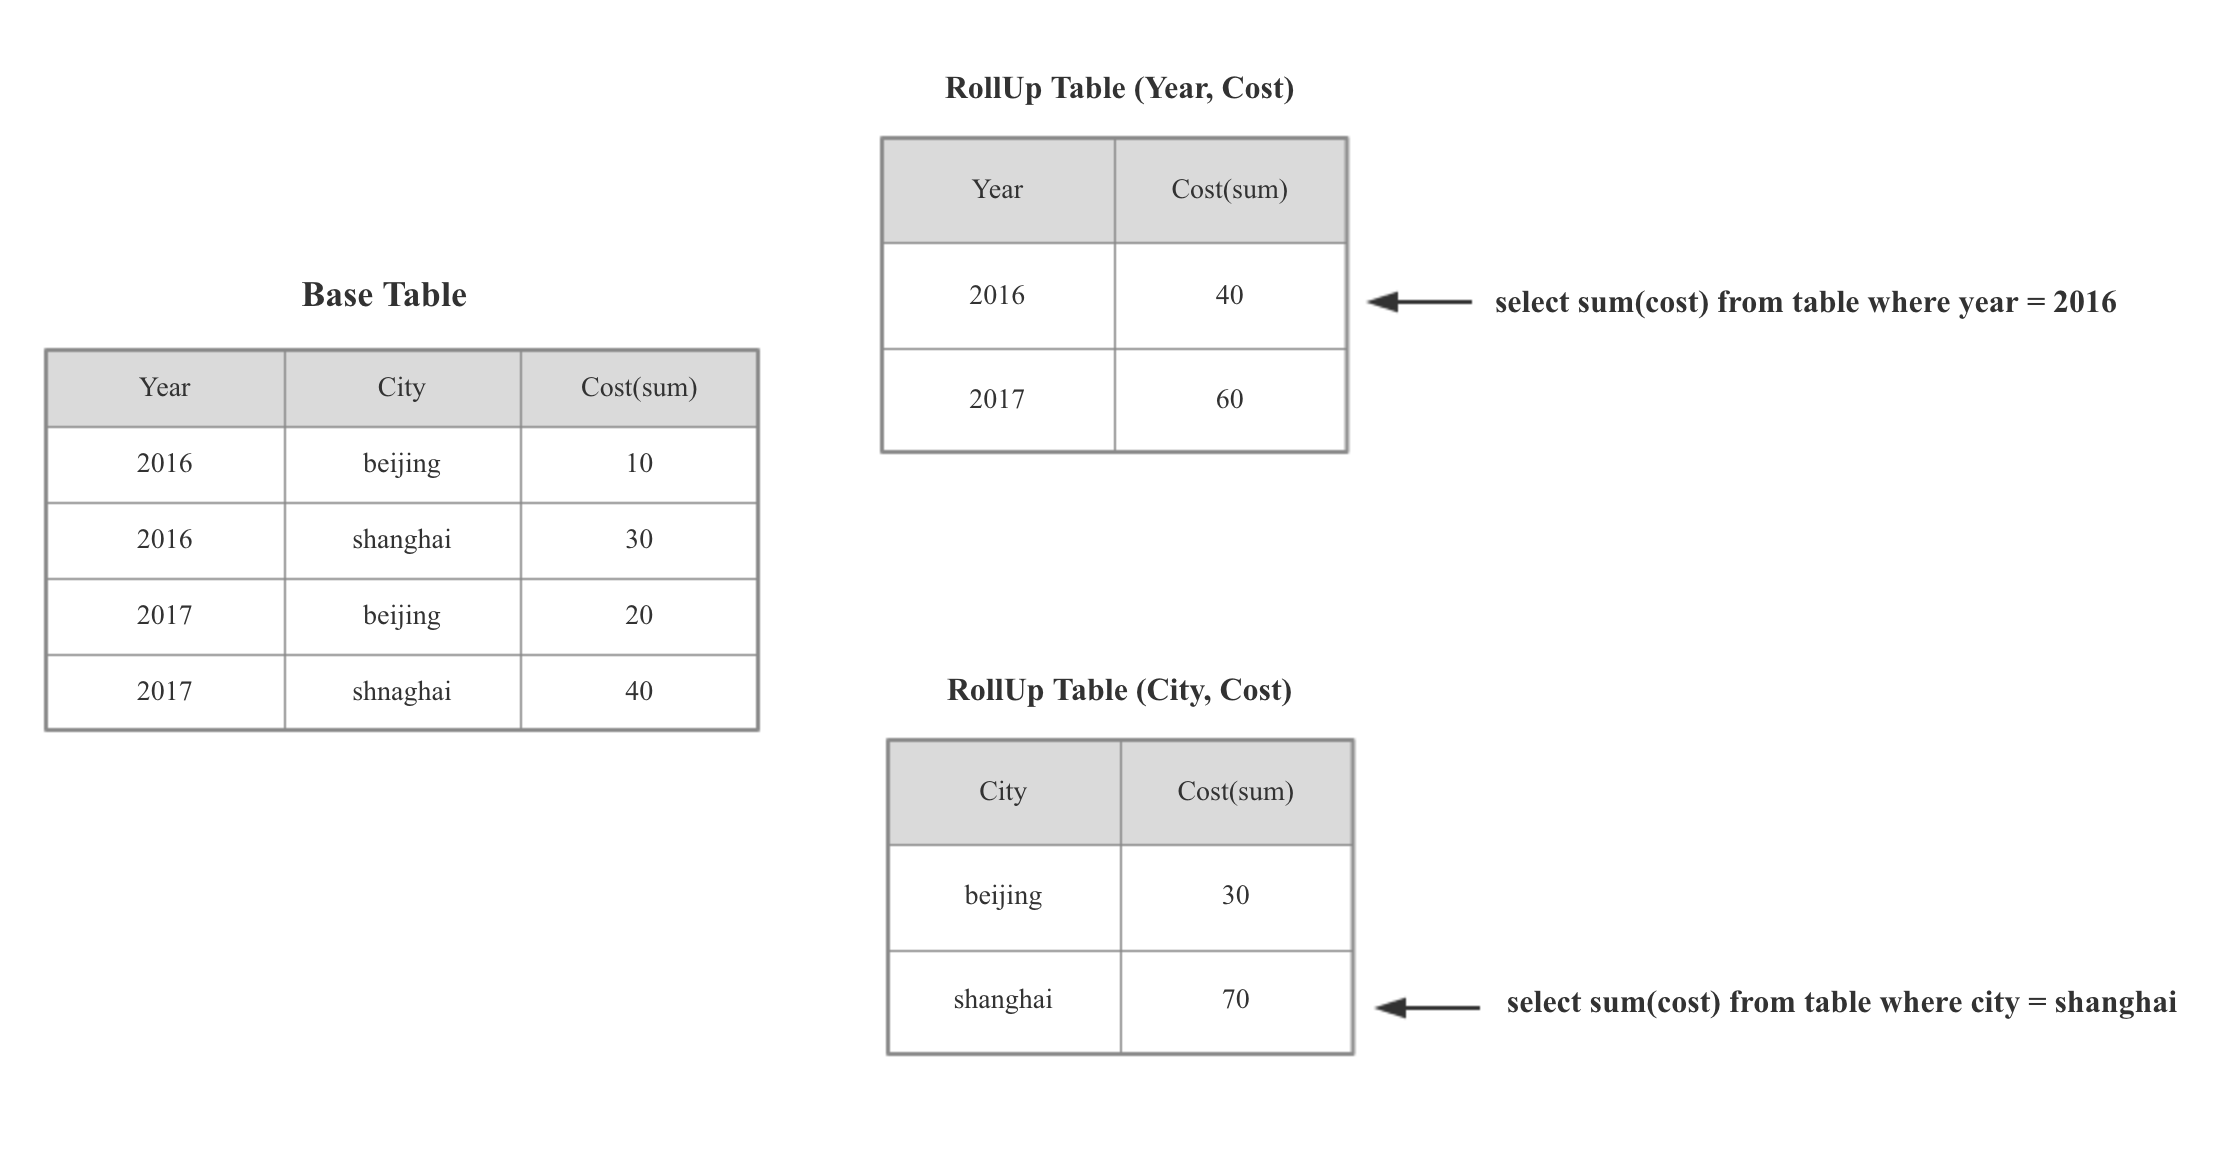 Base Table
Year City Cost(sum)
2016 beijing 10
2016 shanghai 30
2017 beijing 20
2017 shnaghai 40
RollUp Table (Year, Cost)
Year Cost(sum)
2016 40
2017 60
select sum(cost) from table where year = 2016
RollUp Table (City, Cost)
City Cost(sum)
beijing 30
shanghai 70
select sum(cost) from table where city = shanghai